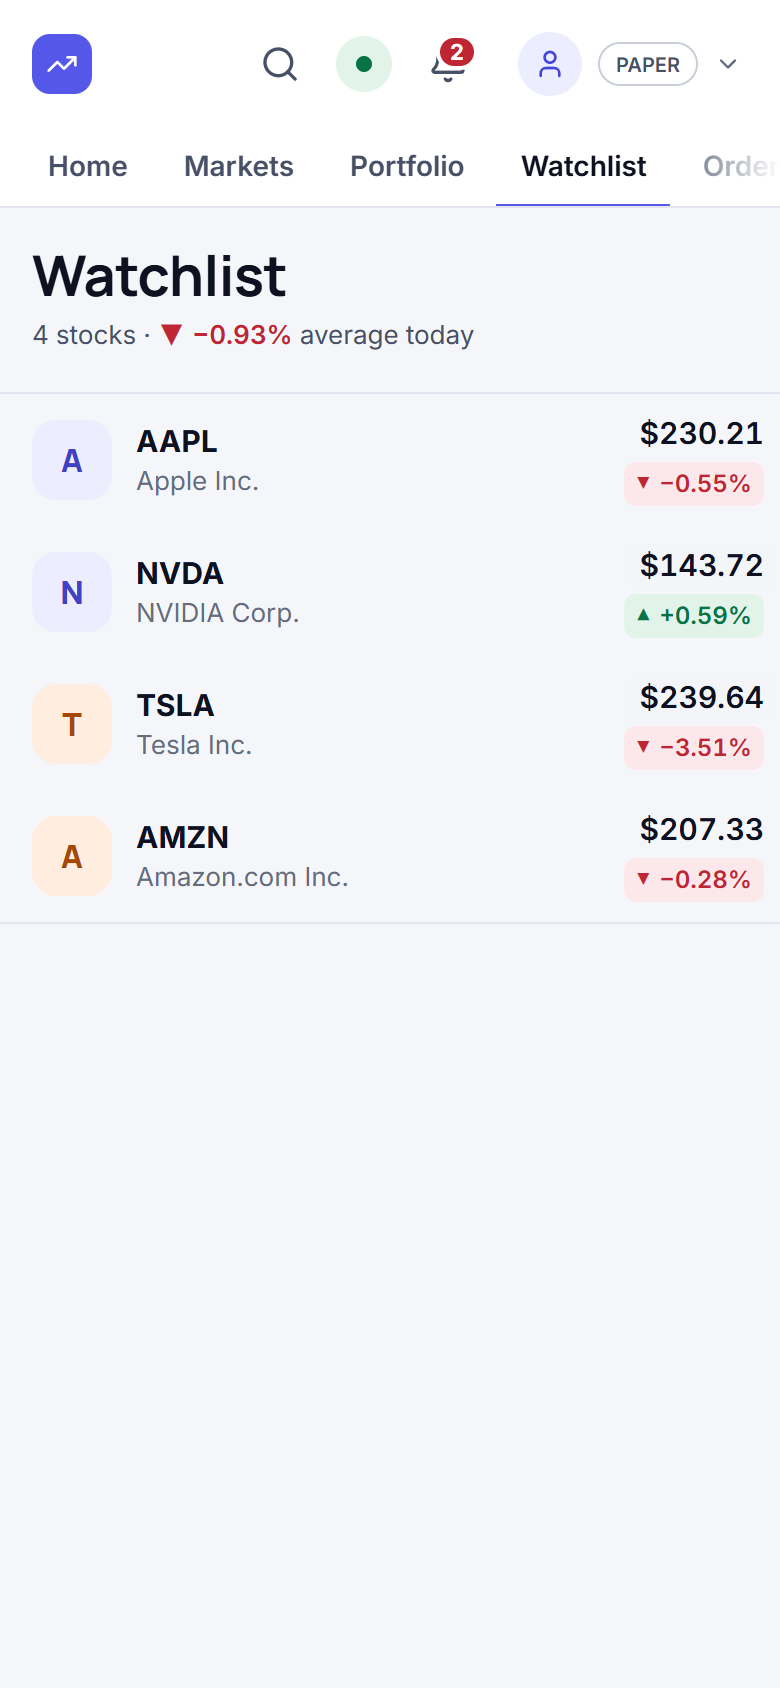 2
PAPER
Home Markets Portfolio Watchlist Order
Watchlist
4 stocks · ▼ −0.93% average today
A AAPL $230.21
Apple Inc. ▼ −0.55%
N NVDA $143.72
NVIDIA Corp. ▲ +0.59%
T TSLA $239.64
Tesla Inc. ▼ −3.51%
A AMZN $207.33
Amazon.com Inc. ▼ −0.28%